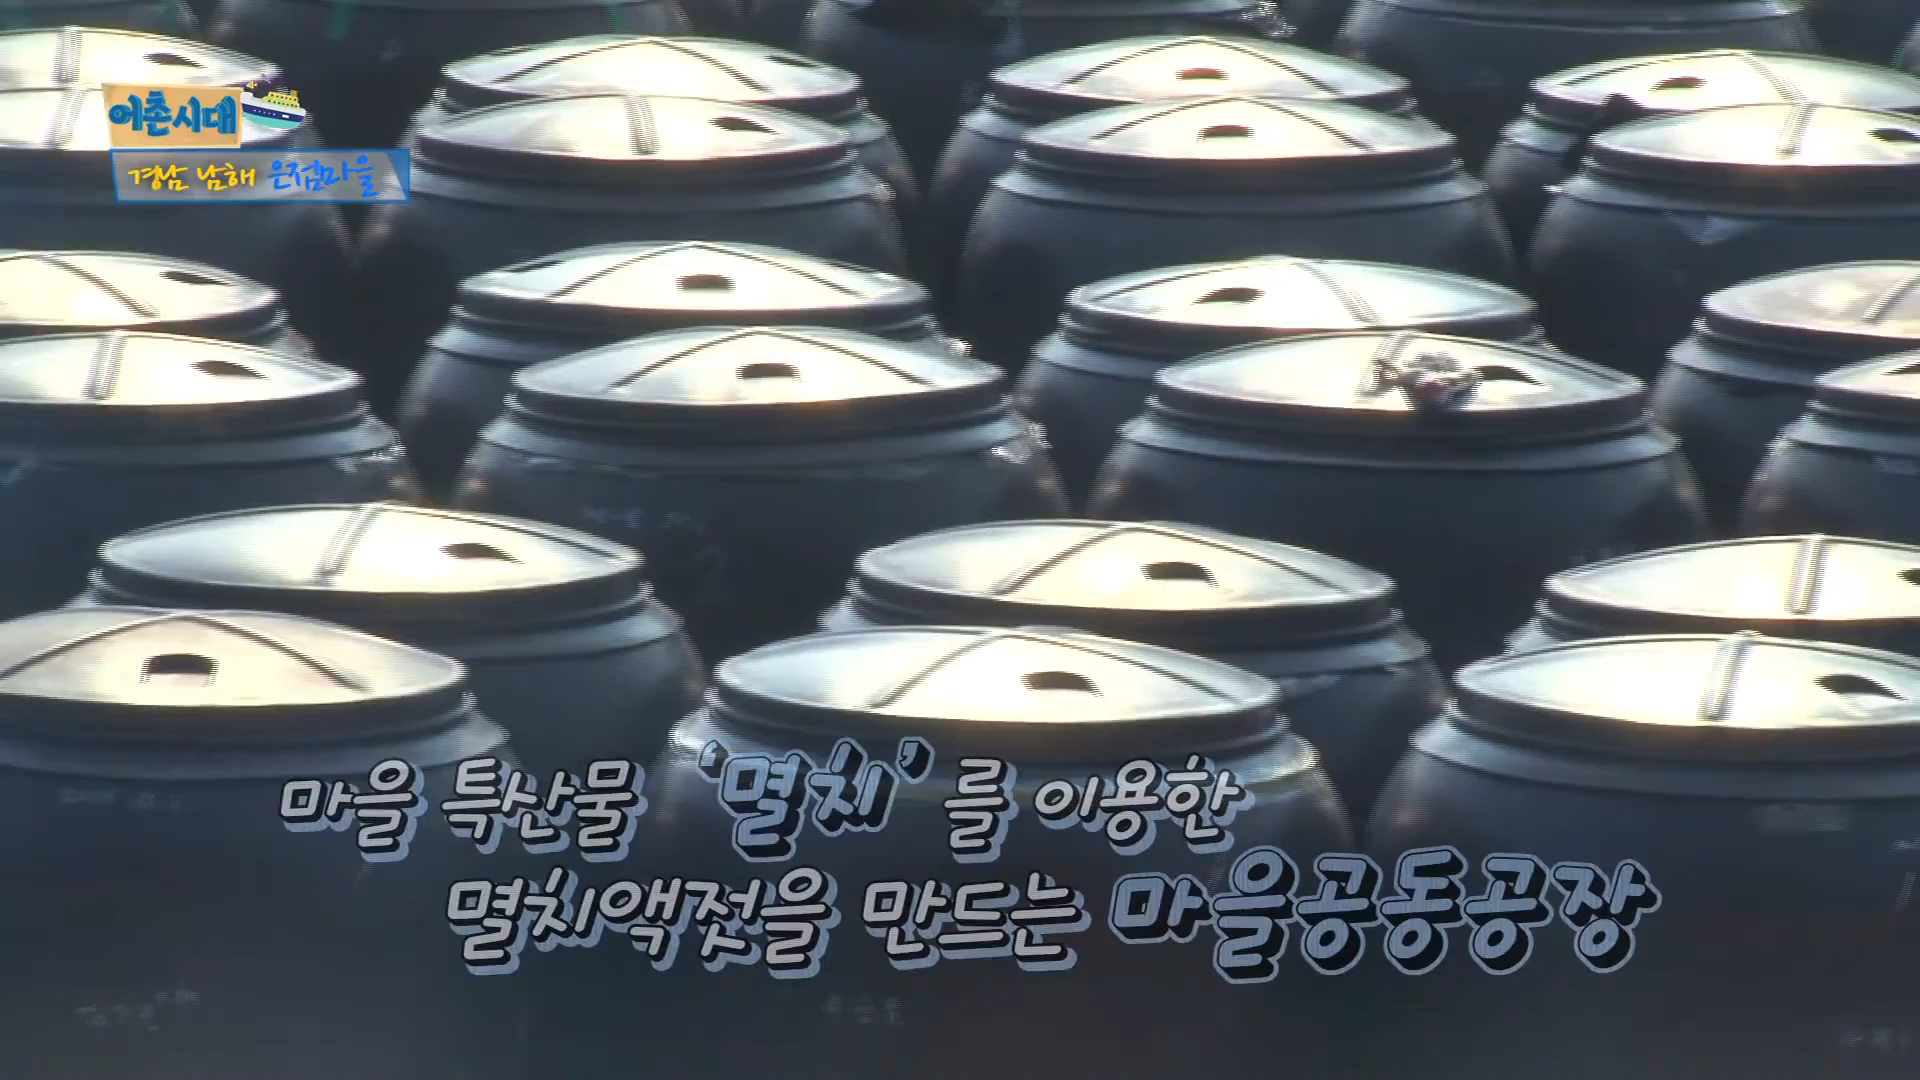 어촌시대
경남 남해 은점마을
마을 특산물 '멸치'를 이용한
멸치액젓을 만드는 마을공동공장